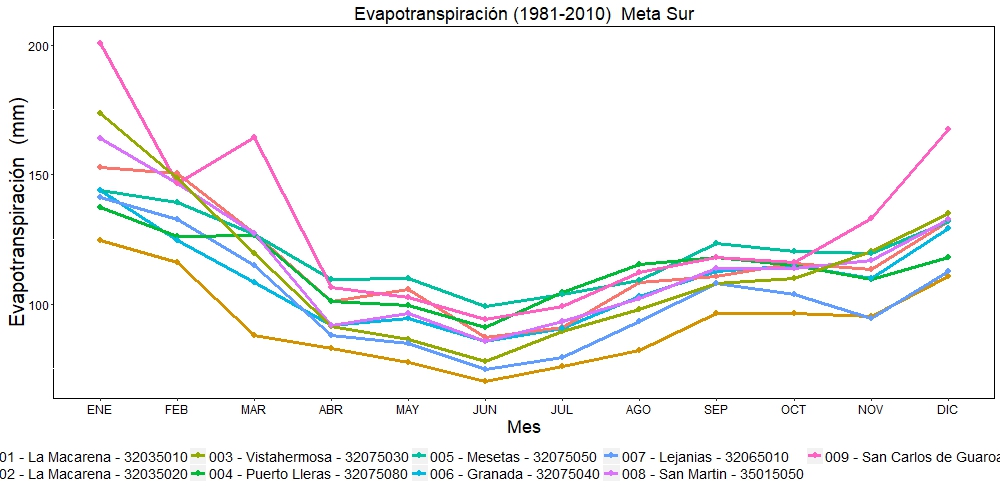 Evapotranspiración (1981-2010)  Meta Sur
Evapotranspiración  (mm)
200
150
100
ENE FEB MAR ABR MAY JUN JUL AGO SEP OCT NOV DIC
Mes
01 - La Macarena - 32035010 003 - Vistahermosa - 32075030 005 - Mesetas - 32075050 007 - Lejanias - 32065010 009 - San Carlos de Guaroa
02 - La Macarena - 32035020 004 - Puerto Lleras - 32075080 006 - Granada - 32075040 008 - San Martin - 35015050